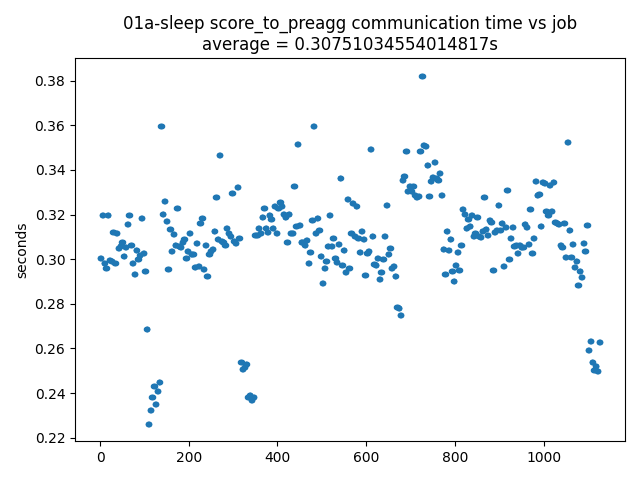 01a-sleep score_to_preagg communication time vs job
average = 0.30751034554014817s
0.38
0.36
0.34
0.32
0.30
0.28
0.26
0.24
0.22
seconds
0 200 400 600 800 1000